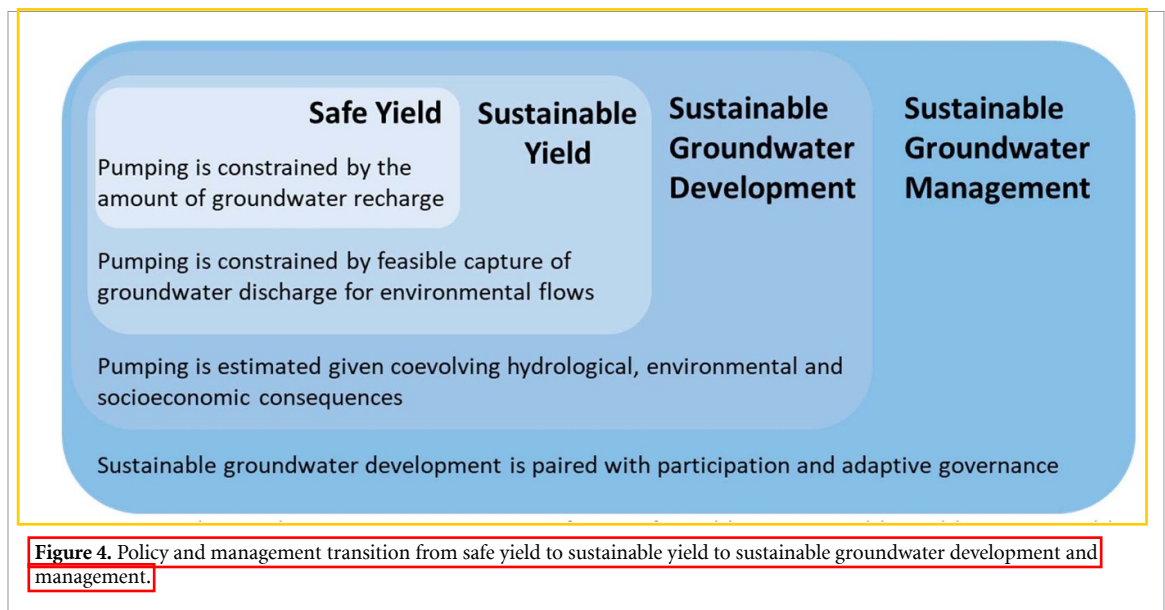 Safe Yield
Pumping is constrained by the
amount of groundwater recharge
Sustainable
Yield
Pumping is constrained by feasible capture of
groundwater discharge for environmental flows
Sustainable
Groundwater
Development
Pumping is estimated given coevolving hydrological, environmental and
socioeconomic consequences
Sustainable
Groundwater
Management
Sustainable groundwater development is paired with participation and adaptive governance
Figure 4. Policy and management transition from safe yield to sustainable yield to sustainable groundwater development and
management.